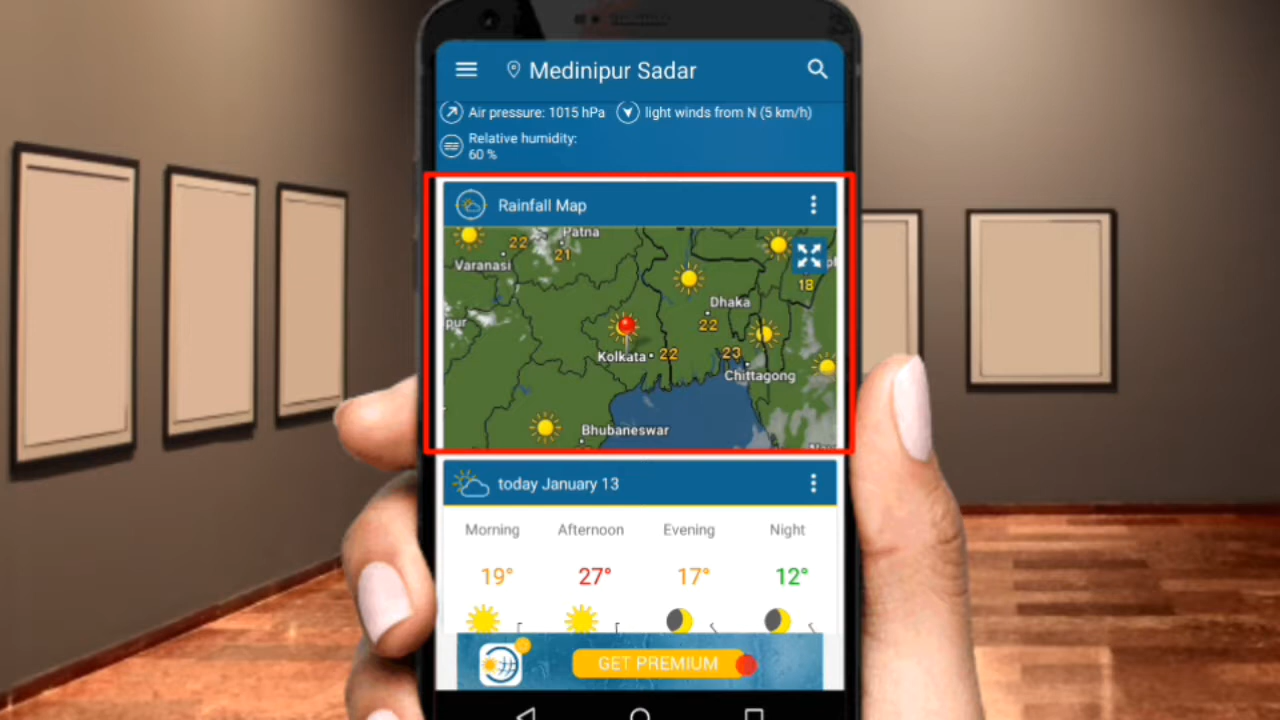 Medinipur Sadar
Air pressure: 1015 hPa light winds from N (5 km/h)
Relative humidity:
60 %
Rainfall Map
Patna
22
21
Varanasi
18
pur
Dhaka
22
Kolkata 22
23
Chittagong
Bhubaneswar
today January 13
Morning Afternoon Evening Night
19° 27° 17° 12°
GET PREMIUM